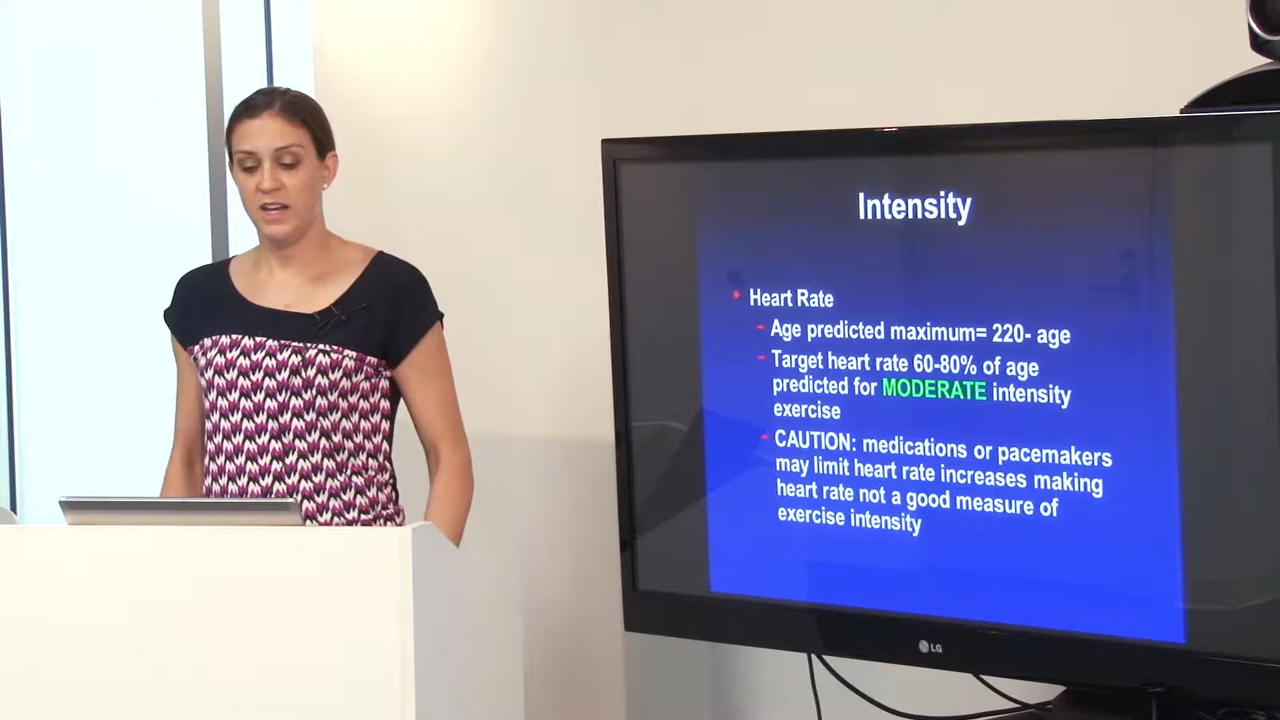 Intensity
• Heart Rate
- Age predicted maximum= 220- age
- Target heart rate 60-80% of age
predicted for MODERATE intensity
exercise
- CAUTION: medications or pacemakers
may limit heart rate increases making
heart rate not a good measure of
exercise intensity
LG